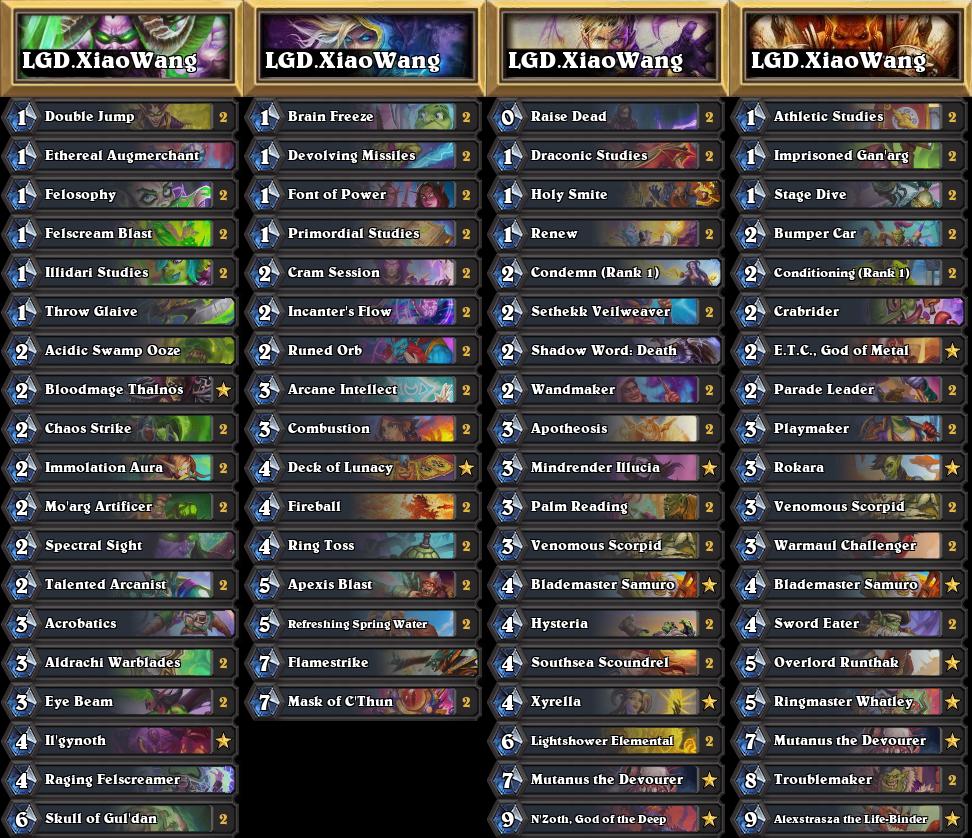 LGD.XiaoWang
1 Double Jump 2
1 Ethereal Augmerchant
1 Felosophy 2
1 Felscream Blast 2
1 Illidari Studies 2
1 Throw Glaive
2 Acidic Swamp Ooze
2 Bloodmage Thalnos
2 Chaos Strike 2
2 Immolation Aura 2
2 Mo'arg Artificer 2
2 Spectral Sight
2 Talented Arcanist 2
3 Acrobatics
3 Aldrachi Warblades 2
3 Eye Beam 2
4 Il'gynoth
4 Raging Felscreamer
6 Skull of Gul'dan 2
LGD.XiaoWang
1 Brain Freeze 2
1 Devolving Missiles 2
1 Font of Power 2
1 Primordial Studies 2
2 Cram Session 2
2 Incanter's Flow 2
2 Runed Orb 2
3 Arcane Intellect 2
3 Combustion 2
4 Deck of Lunacy
4 Fireball 2
4 Ring Toss 2
5 Apexis Blast 2
5 Refreshing Spring Water 2
7 Flamestrike
7 Mask of C'Thun 2
LGD.XiaoWang
0 Raise Dead 2
1 Draconic Studies 2
1 Holy Smite
1 Renew 2
2 Condemn (Rank 1)
2 Sethekk Veilweaver 2
2 Shadow Word: Death
2 Wandmaker 2
3 Apotheosis 2
3 Mindrender Illucia
3 Palm Reading 2
3 Venomous Scorpid 2
4 Blademaster Samuro
4 Hysteria 2
4 Southsea Scoundrel 2
4 Xyrella
6 Lightshower Elemental 2
7 Mutanus the Devourer
9 N'Zoth, God of the Deep
LGD.XiaoWang
1 Athletic Studies 2
1 Imprisoned Gan'arg 2
1 Stage Dive 2
2 Bumper Car 2
2 Conditioning (Rank 1) 2
2 Crabrider
2 E.T.C., God of Metal
2 Parade Leader 2
3 Playmaker 2
3 Rokara
3 Venomous Scorpid 2
3 Warmaul Challenger 2
4 Blademaster Samuro
4 Sword Eater 2
5 Overlord Runthak
5 Ringmaster Whatley
7 Mutanus the Devourer
8 Troublemaker 2
9 Alexstrasza the Life-Binder